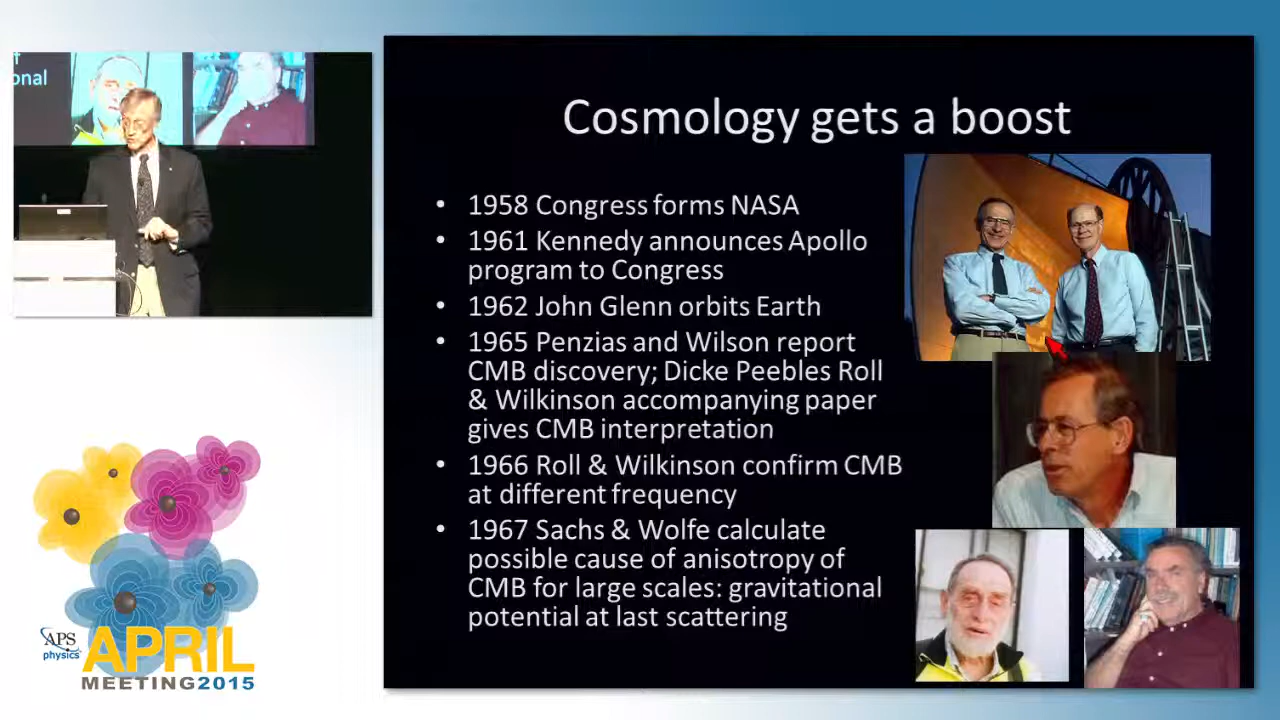 onal
Cosmology gets a boost
• 1958 Congress forms NASA
• 1961 Kennedy announces Apollo
program to Congress
• 1962 John Glenn orbits Earth
• 1965 Penzias and Wilson report
CMB discovery; Dicke Peebles Roll
& Wilkinson accompanying paper
gives CMB interpretation
• 1966 Roll & Wilkinson confirm CMB
at different frequency
• 1967 Sachs & Wolfe calculate
possible cause of anisotropy of
CMB for large scales: gravitational
potential at last scattering
APS
physics
APRIL
MEETING2015